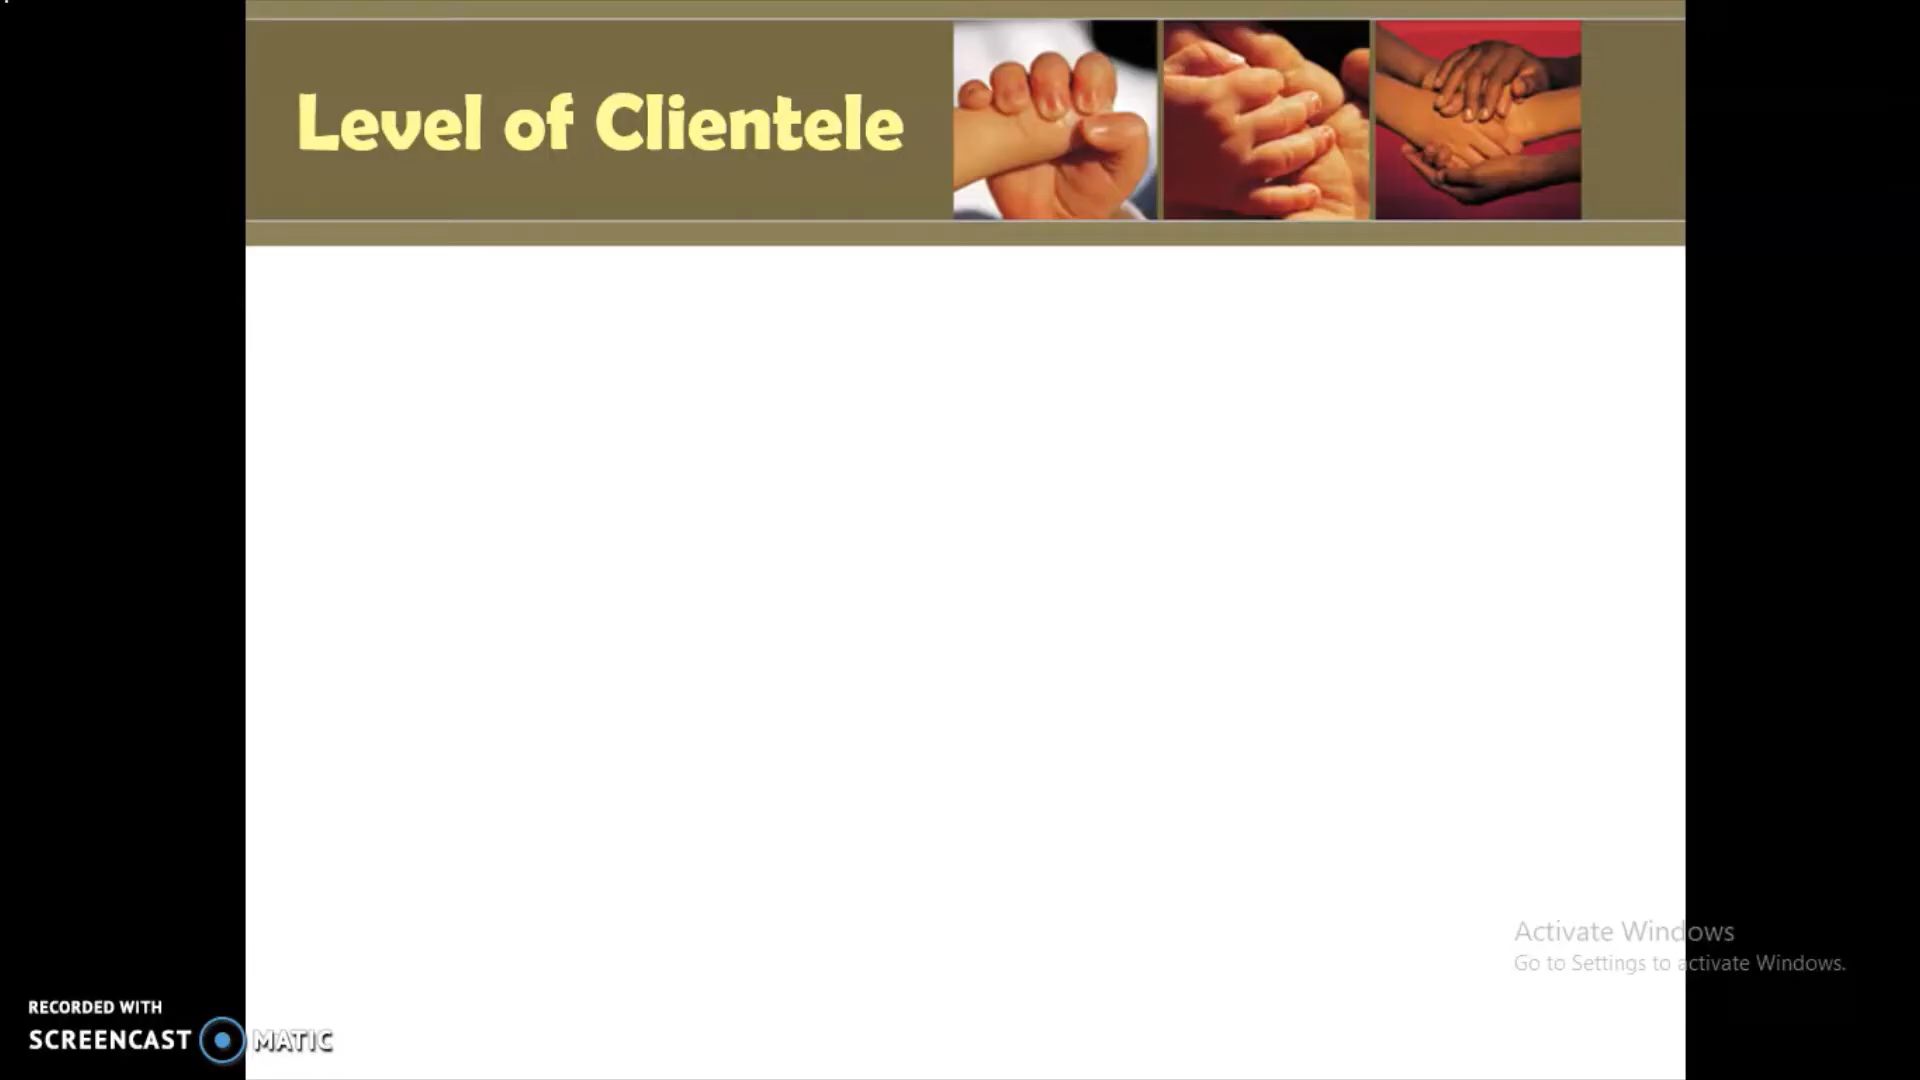 Level of Clientele
Activate Windows
Go to Settings to activate Windows.
RECORDED WITH
SCREENCAST MATIC